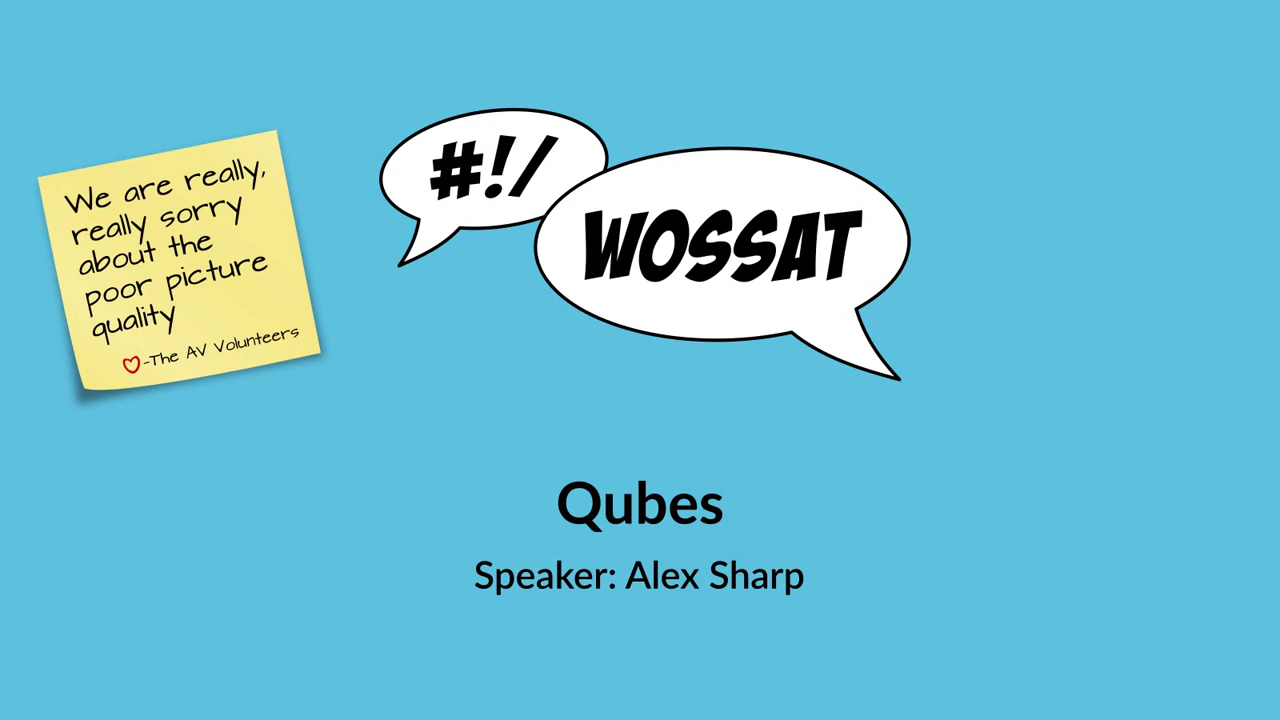 We are really,
really sorry
about the
poor picture
quality
-The AV Volunteers
#!/
WOSSAT
Qubes
Speaker: Alex Sharp